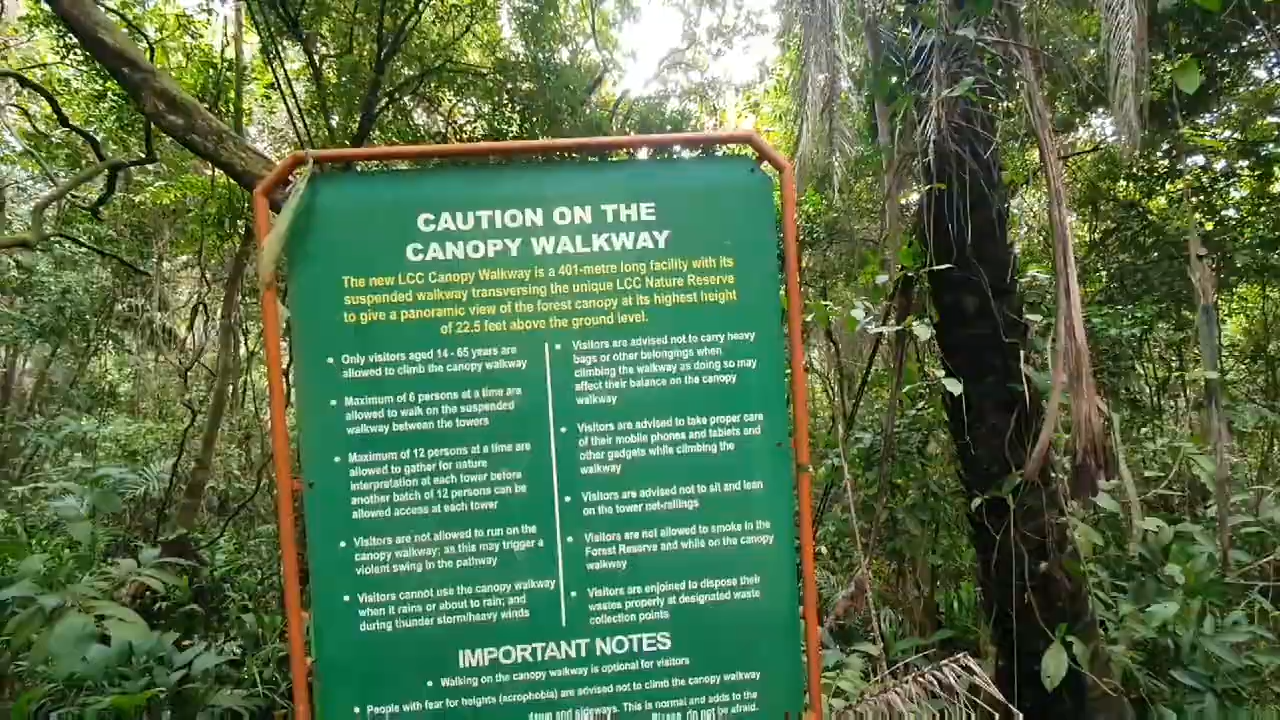 CAUTION ON THE
CANOPY WALKWAY
The new LCC Canopy Walkway is a 401-metre long facility with its
suspended walkway transversing the unique LCC Nature Reserve
to give a panoramic view of the forest canopy at its highest height
of 22.5 feet above the ground level.
• Only visitors aged 14 - 65 years are
allowed to climb the canopy walkway
• Maximum of 6 persons at a time are
allowed to walk on the suspended
walkway between the towers
• Maximum of 12 persons at a time are
allowed to gather for nature
interpretation at each tower before
another batch of 12 persons can be
allowed access at each tower
• Visitors are not allowed to run on the
canopy walkway; as this may trigger a
violent swing in the pathway
• Visitors cannot use the canopy walkway
when it rains or about to rain; and
during thunder storm/heavy winds
• Visitors are advised not to carry heavy
bags or other belongings when
climbing the walkway as doing so may
affect their balance on the canopy
walkway
• Visitors are advised to take proper care
of their mobile phones and tablets and
other gadgets while climbing the
walkway
• Visitors are advised not to sit and lean
on the tower net-railings
• Visitors are not allowed to smoke in the
Forest Reserve and while on the canopy
walkway
• Visitors are enjoined to dispose their
wastes properly at designated waste
collection points
IMPORTANT NOTES
• Walking on the canopy walkway is optional for visitors
• People with fear for heights (acrophobia) are advised not to climb the canopy walkway
and sideways. This is normal and adds to the
do not be afraid.